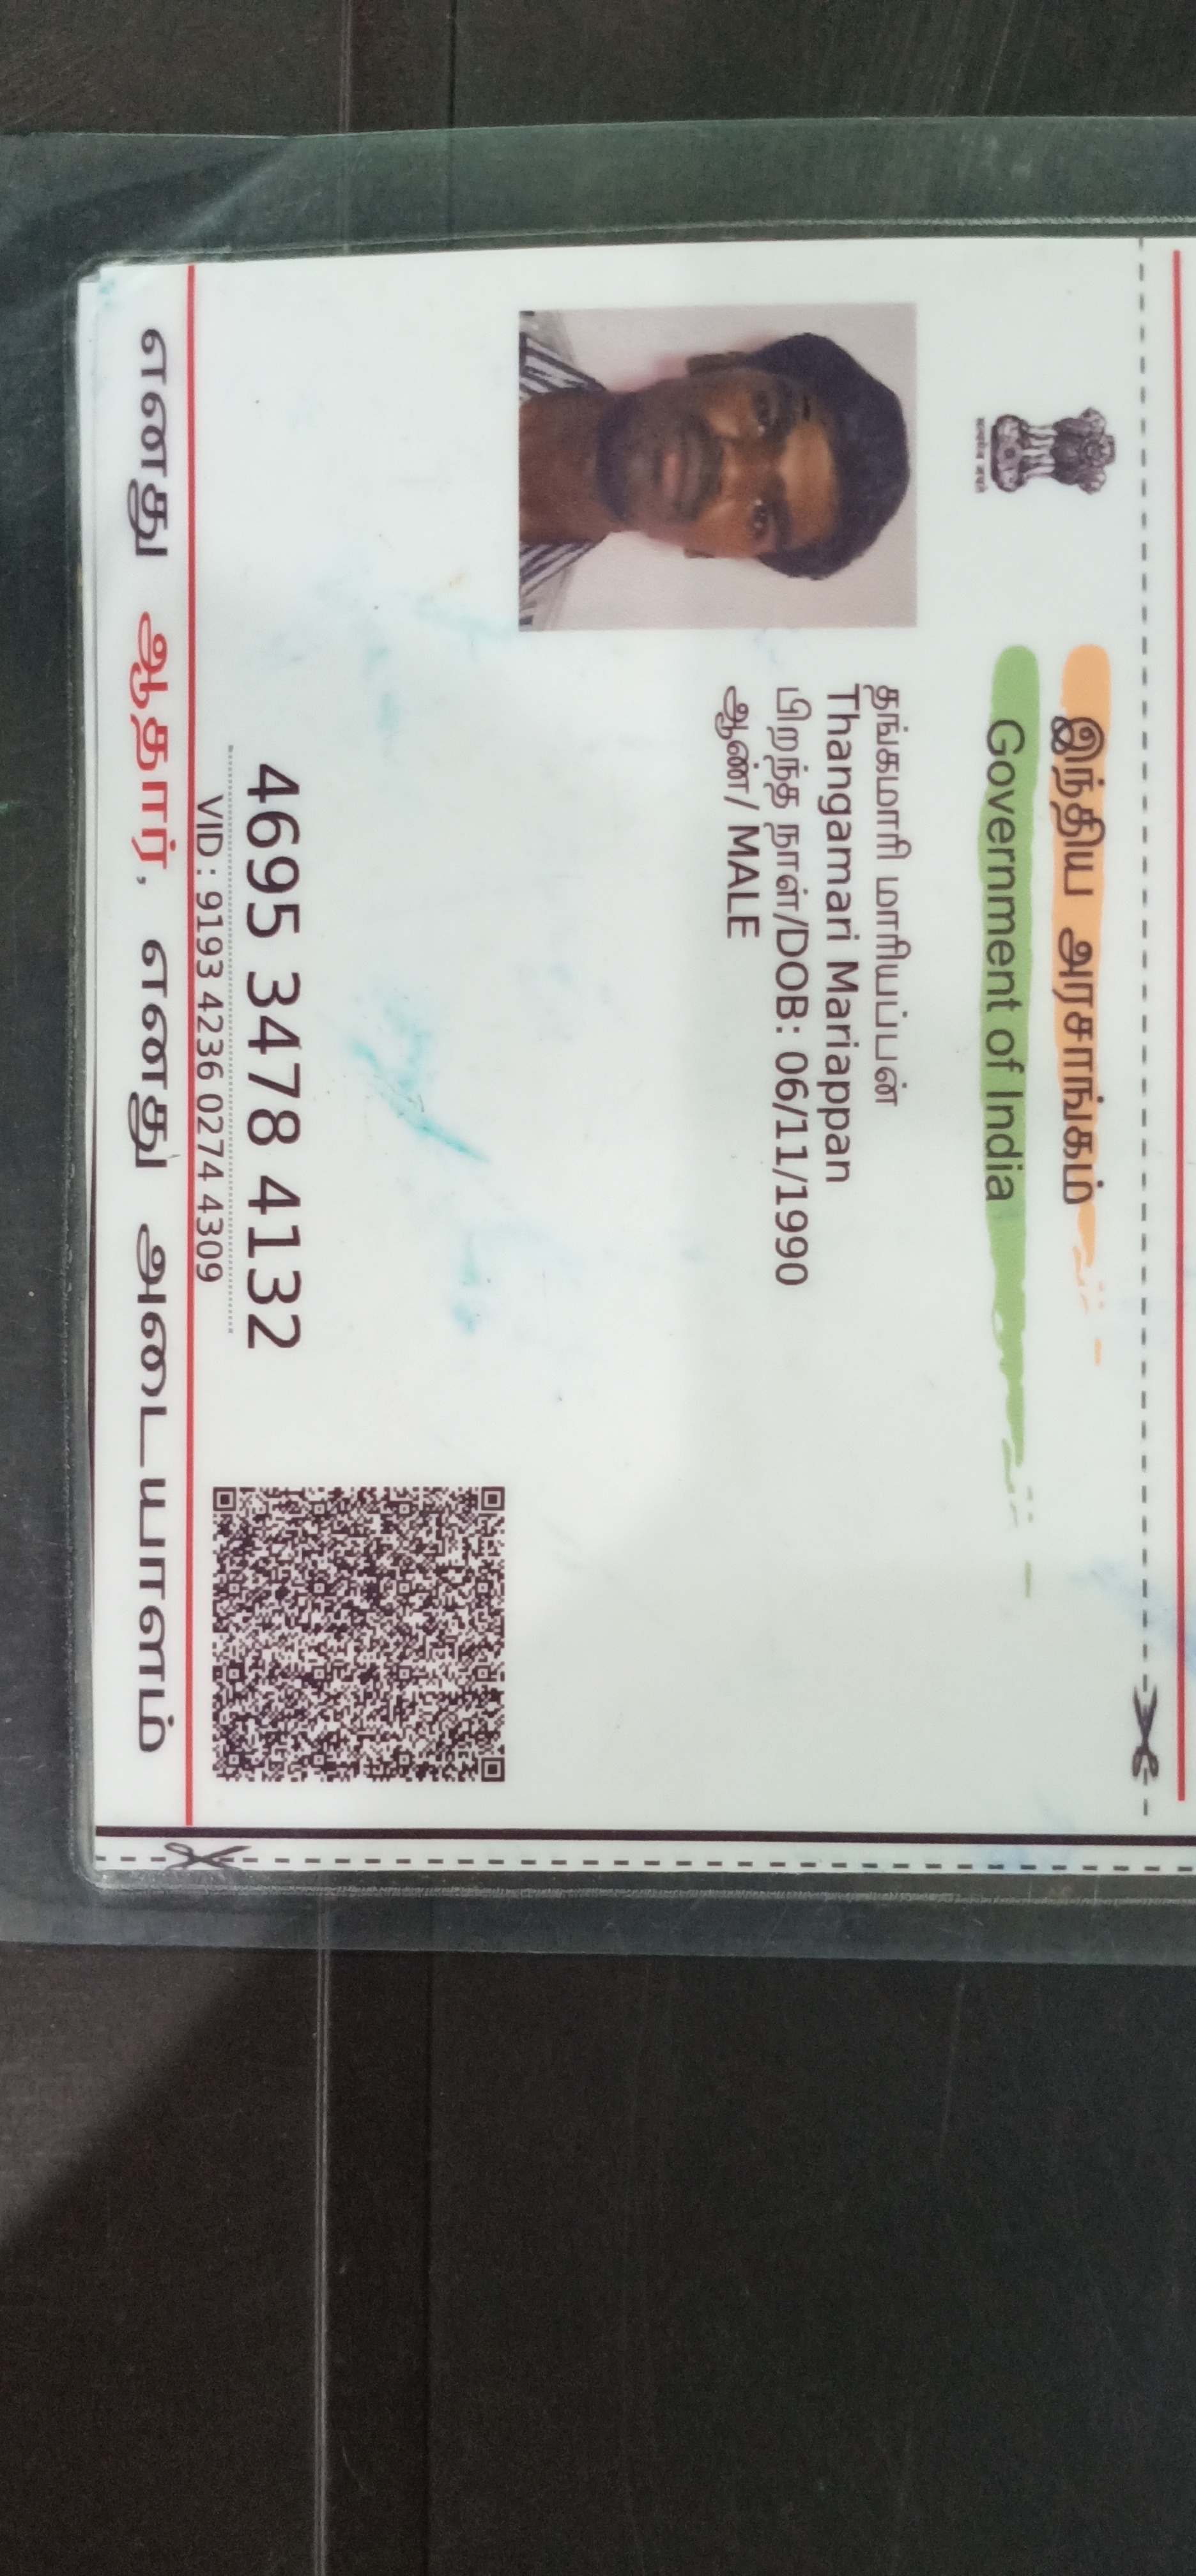 இந்திய அரசாங்கம்
Government of India
தங்கமாரி மாரியப்பன்
Thangamari Mariappan
பிறந்த நாள்/DOB: 06/11/1990
ஆண்/ MALE
4695 3478 4132
VID : 9193 4236 0274 4309
எனது ஆதார், எனது அடையாளம்